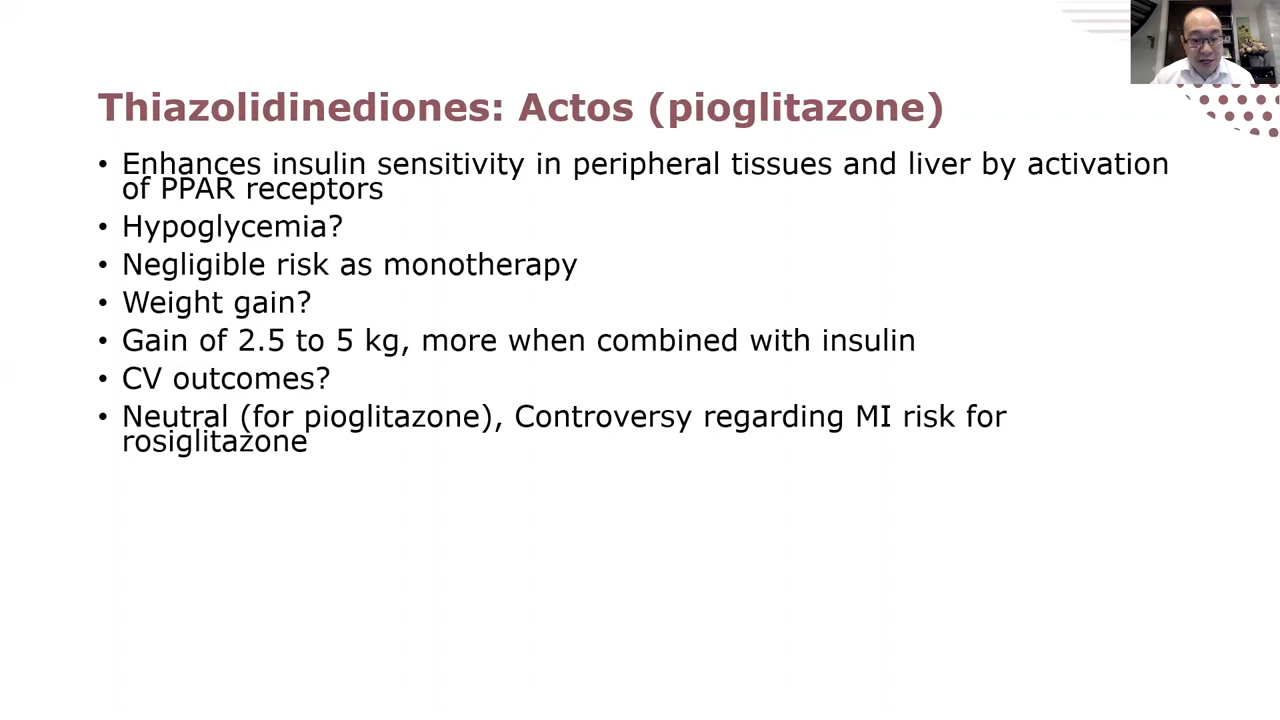 Thiazolidinediones: Actos (pioglitazone)
• Enhances insulin sensitivity in peripheral tissues and liver by activation
of PPAR receptors
• Hypoglycemia?
• Negligible risk as monotherapy
• Weight gain?
• Gain of 2.5 to 5 kg, more when combined with insulin
• CV outcomes?
• Neutral (for pioglitazone), Controversy regarding MI risk for
rosiglitazone